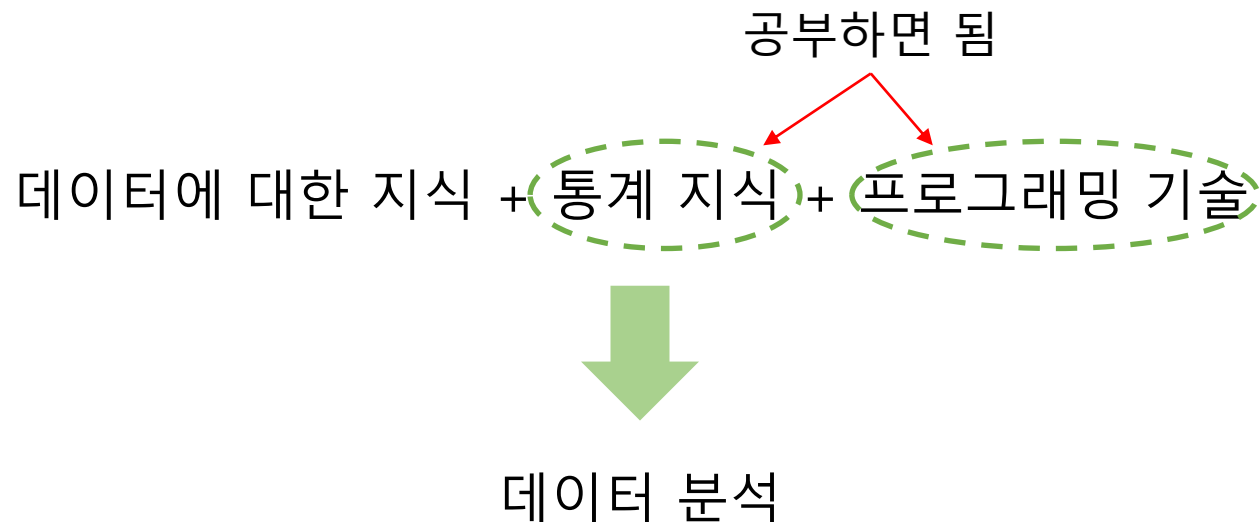 공부하면 됨
데이터에 대한 지식 + 통계 지식 + 프로그래밍 기술
데이터 분석